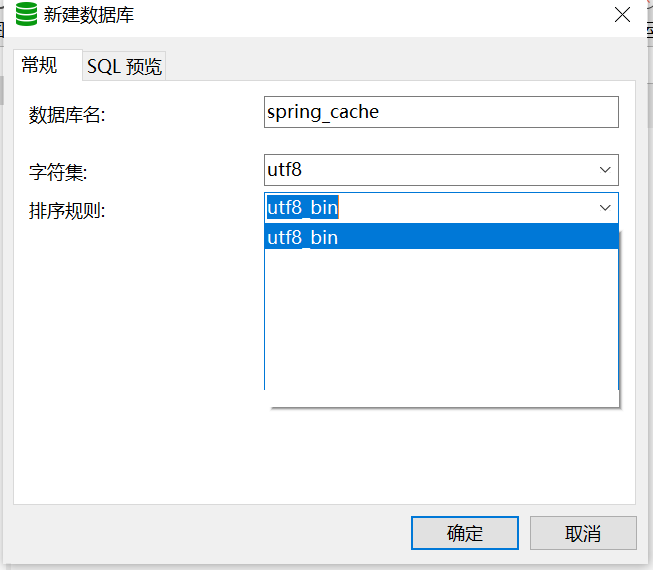 新建数据库
常规
SQL 预览
数据库名:
spring_cache
字符集:
utf8
排序规则:
utf8_bin
utf8_bin
确定
取消